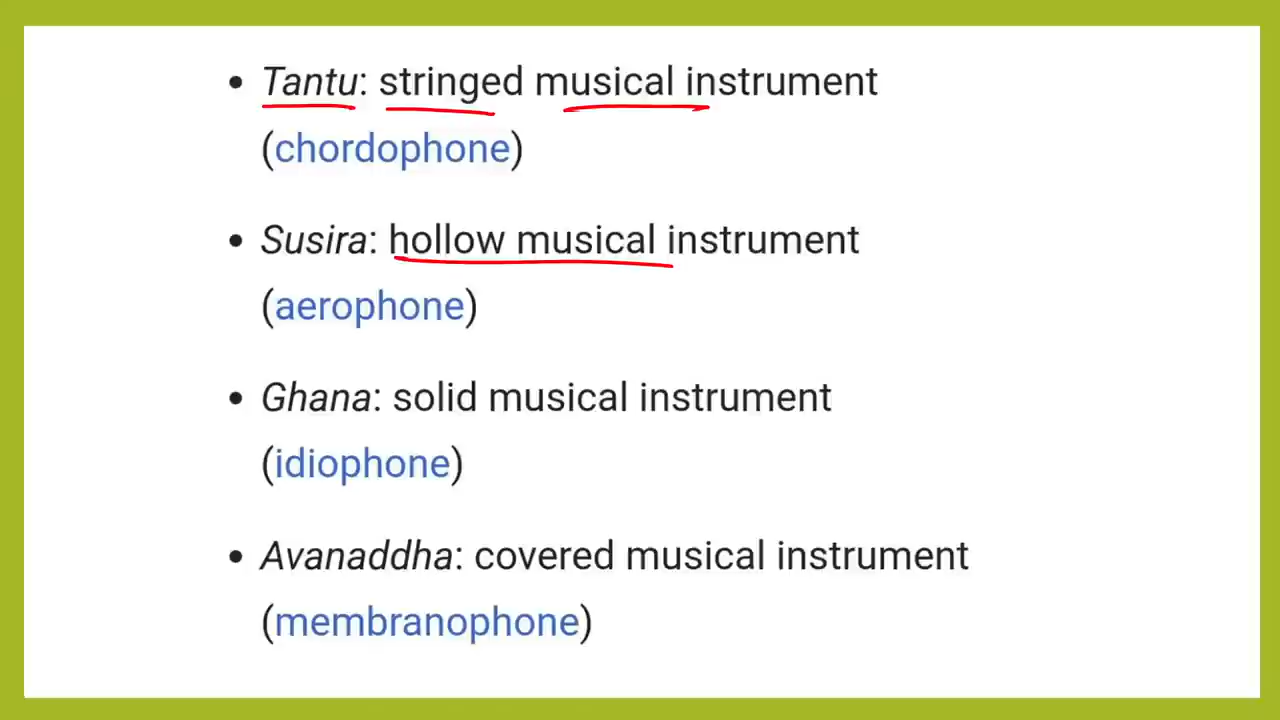 • Tantu: stringed musical instrument
(chordophone)
• Susira: hollow musical instrument
(aerophone)
• Ghana: solid musical instrument
(idiophone)
• Avanaddha: covered musical instrument
(membranophone)